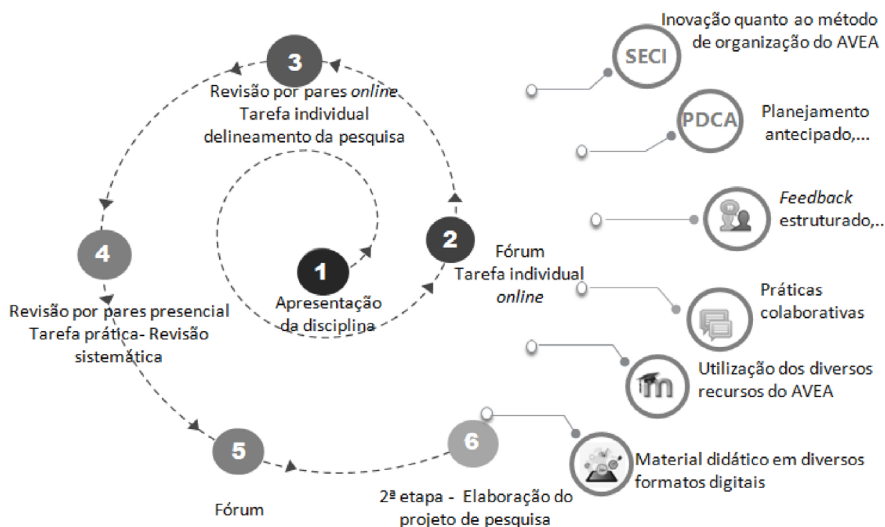 3
Revisão por pares online
Tarefa individual
delineamento da pesquisa
4
Revisão por pares presencial
Tarefa prática- Revisão
sistemática
1
Apresentação
da disciplina
2
Fórum
Tarefa individual
online
5
Fórum
6
2ª etapa - Elaboração do
projeto de pesquisa
Inovação quanto ao método
de organização do AVEA
SECI
PDCA
Planejamento
antecipado,...
Feedback
estruturado,..
Práticas
colaborativas
m
Utilização dos diversos
recursos do AVEA
Material didático em diversos
formatos digitais